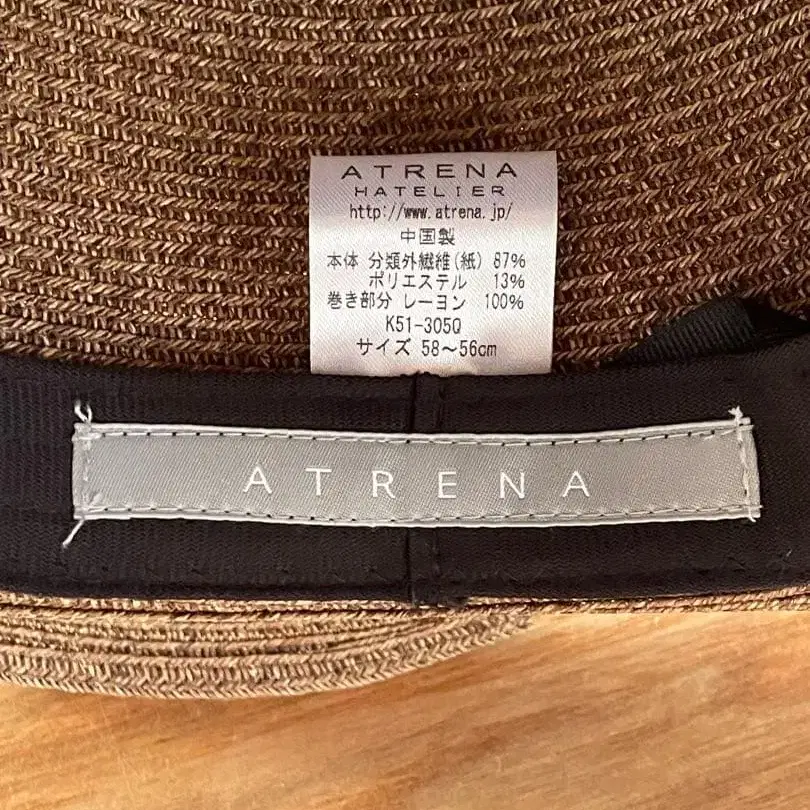 ATRENA
HATELIER
http://www.atrena.jp/
中国製
本体 分類外繊維(紙) 87%
ポリエステル 13%
巻き部分 レーヨン 100%
K51-305Q
サイズ 58～56cm
ATRENA